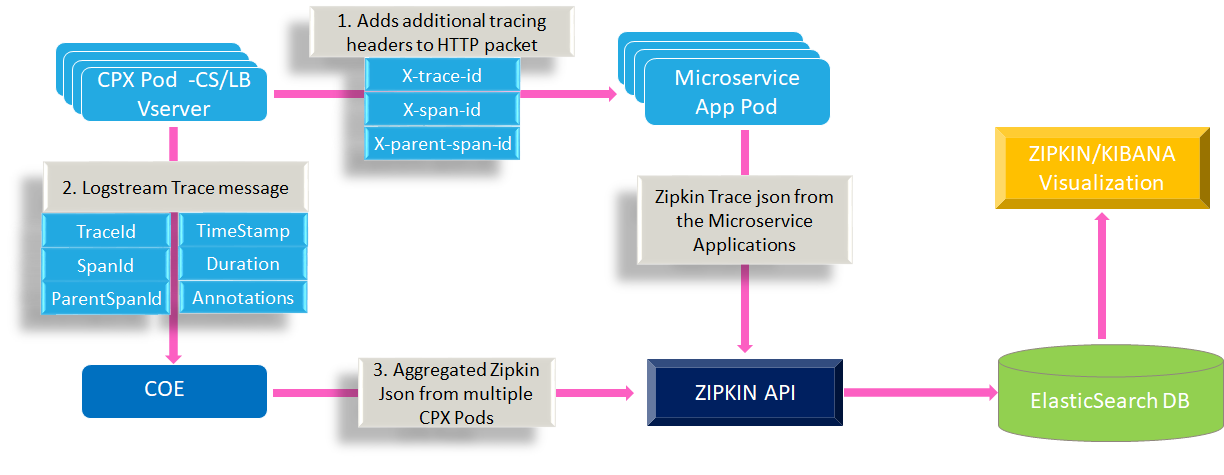 1. Adds additional tracing
headers to HTTP packet
CPX Pod -CS/LB
Vserver
X-trace-id
X-span-id
X-parent-span-id
Microservice
App Pod
2. Logstream Trace message
TraceId
TimeStamp
SpanId
Duration
ParentSpanId
Annotations
Zipkin Trace json from
the Microservice
Applications
ZIPKIN/KIBANA
Visualization
COE
3. Aggregated Zipkin
Json from multiple
CPX Pods
ZIPKIN API
ElasticSearch DB